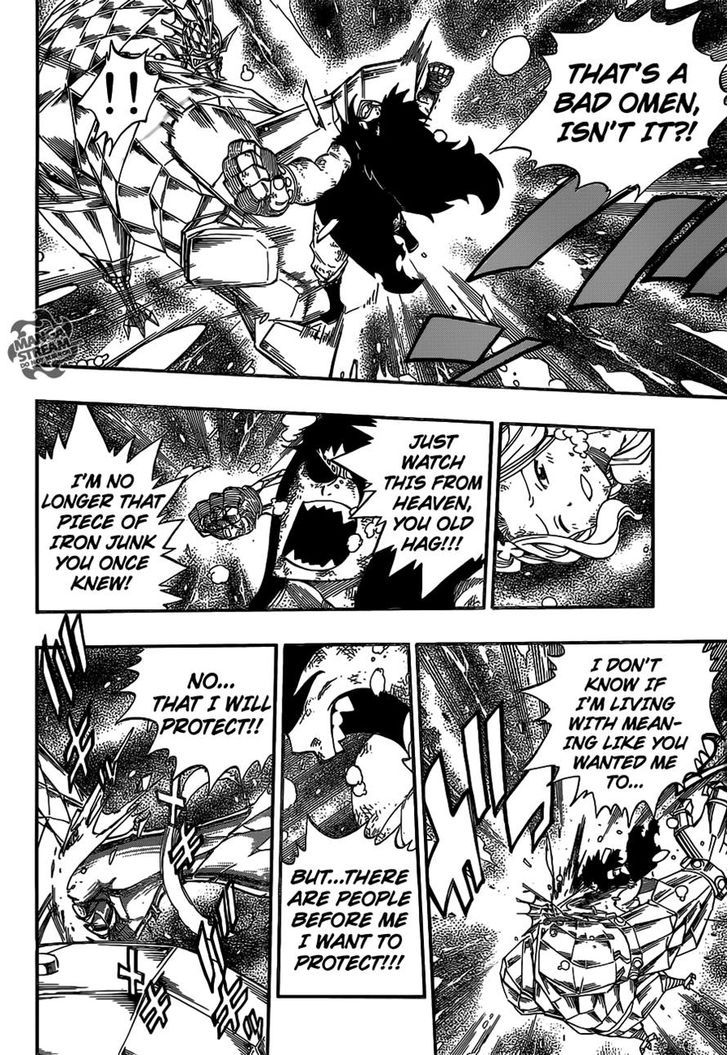 THAT'S A
BAD OMEN,
ISN'T IT?!
!!
MANGA
STREAM
JUST
WATCH
THIS FROM
HEAVEN,
YOU OLD
HAG!!!
I'M NO
LONGER THAT
PIECE OF
IRON JUNK
YOU ONCE
KNEW!
I DON'T
KNOW IF
I'M LIVING
WITH MEAN-
ING LIKE YOU
WANTED ME
TO...
BUT...THERE
ARE PEOPLE
BEFORE ME
I WANT TO
PROTECT!!!
NO...
THAT I WILL
PROTECT!!